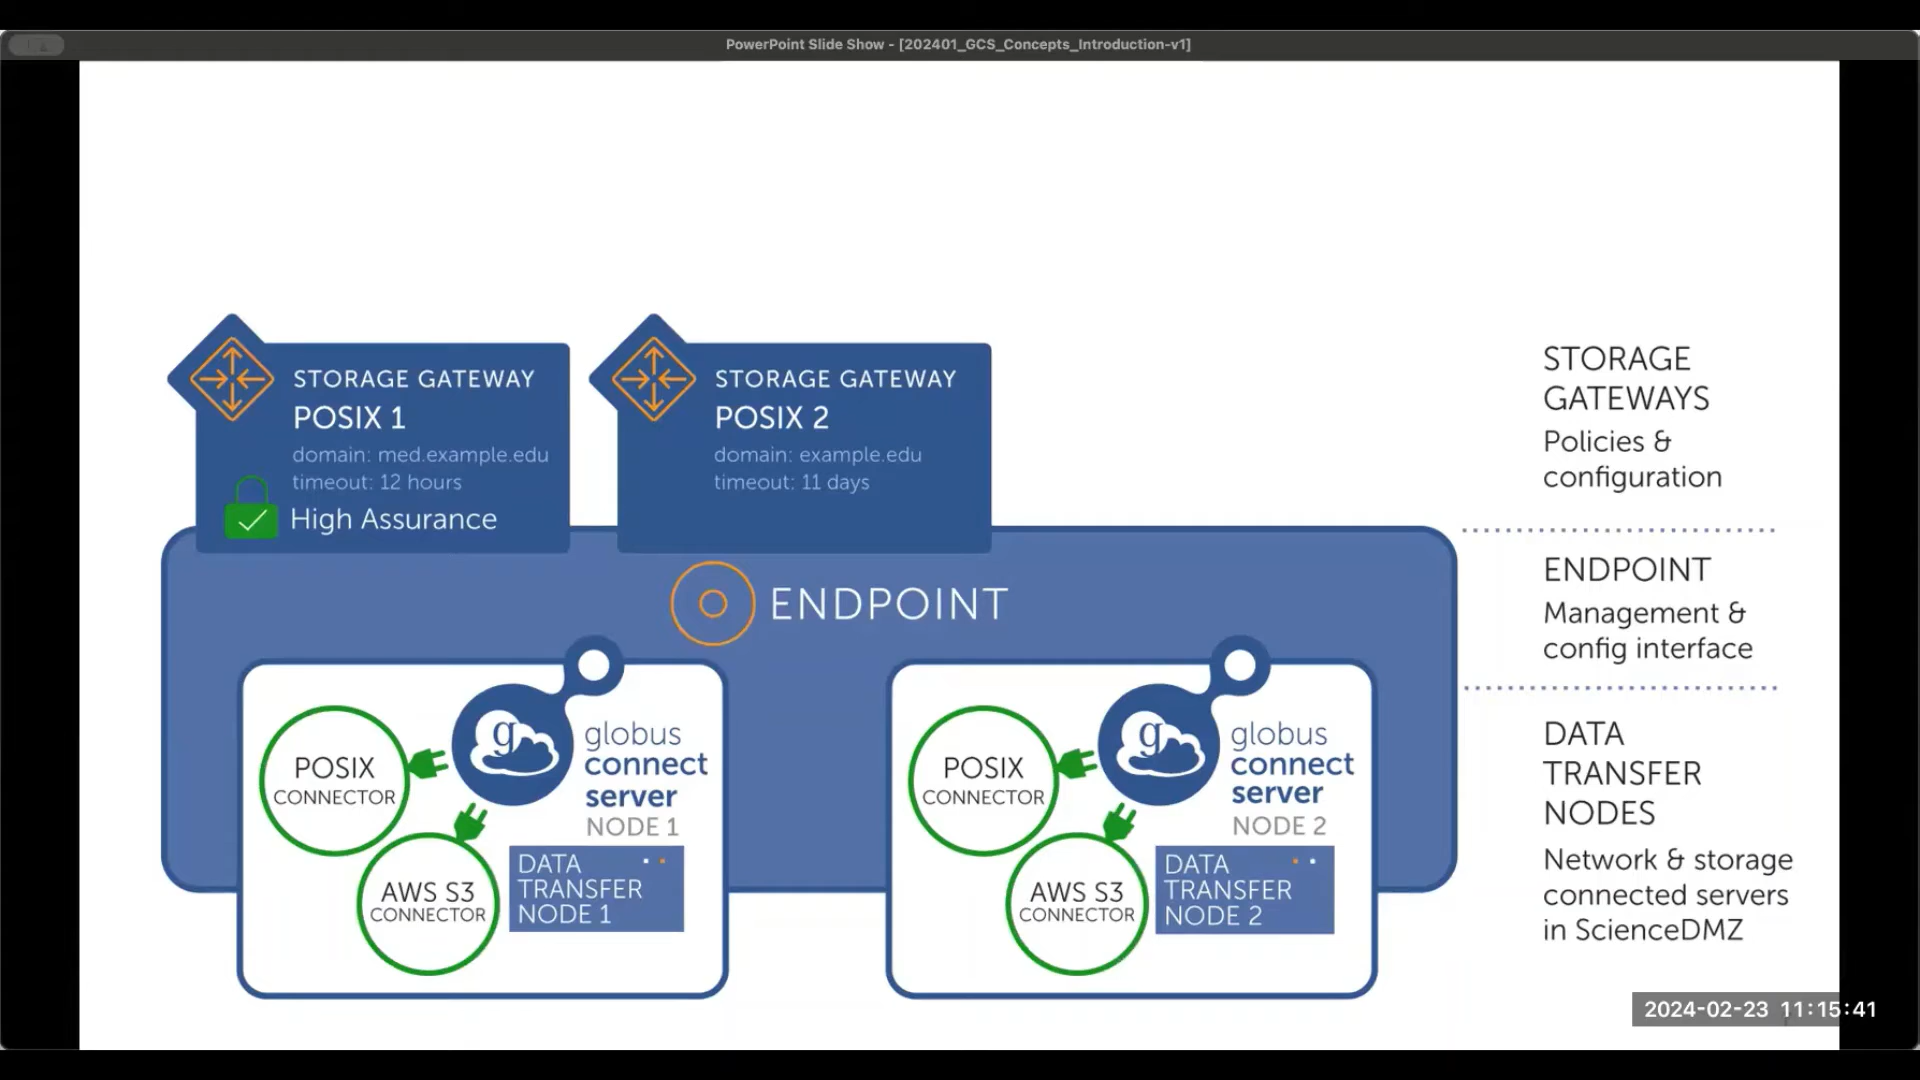 PowerPoint Slide Show - [202401_GCS_Concepts_Introduction-v1]
STORAGE GATEWAY
POSIX 1
domain: med.example.edu
timeout: 12 hours
High Assurance
STORAGE GATEWAY
POSIX 2
domain: example.edu
timeout: 11 days
STORAGE
GATEWAYS
Policies &
configuration
ENDPOINT
ENDPOINT
Management &
config interface
POSIX
CONNECTOR
g
globus
connect
server
NODE 1
AWS S3
CONNECTOR
DATA
TRANSFER
NODE 1
POSIX
CONNECTOR
g
globus
connect
server
NODE 2
AWS S3
CONNECTOR
DATA
TRANSFER
NODE 2
DATA
TRANSFER
NODES
Network & storage
connected servers
in ScienceDMZ
2024-02-23 11:15:41